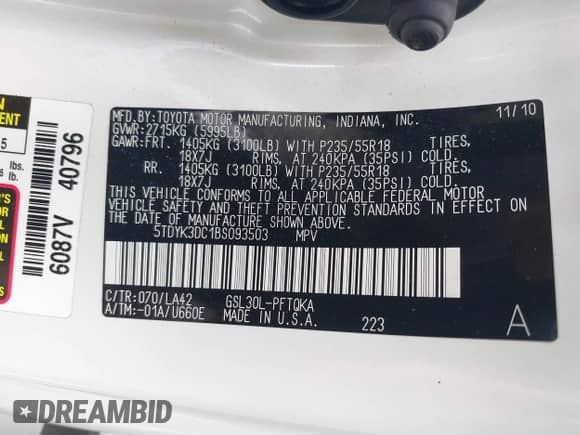 MFD.BY:TOYOTA MOTOR MANUFACTURING, INDIANA, INC. 11/10
GVWR:2715KG (5995LB)
GAWR:FRT. 1405KG (3100LB) WITH P235/55R18 TIRES,
18X7J RIMS, AT 240KPA (35PSI) COLD.
RR. 1405KG (3100LB) WITH P235/55R18 TIRES,
18X7J RIMS, AT 240KPA (35PSI) COLD.
THIS VEHICLE CONFORMS TO ALL APPLICABLE FEDERAL MOTOR
VEHICLE SAFETY AND THEFT PREVENTION STANDARDS IN EFFECT ON
THE DATE OF MANUFACTURE SHOWN ABOVE.
5TDYK3DC1BS093503 MPV
C/TR:070/LA42 GSL30L-PFTQKA
A/TM:-01A/U660E MADE IN U.S.A. 223 A
6087V 40796
lbs.
DREAMBID